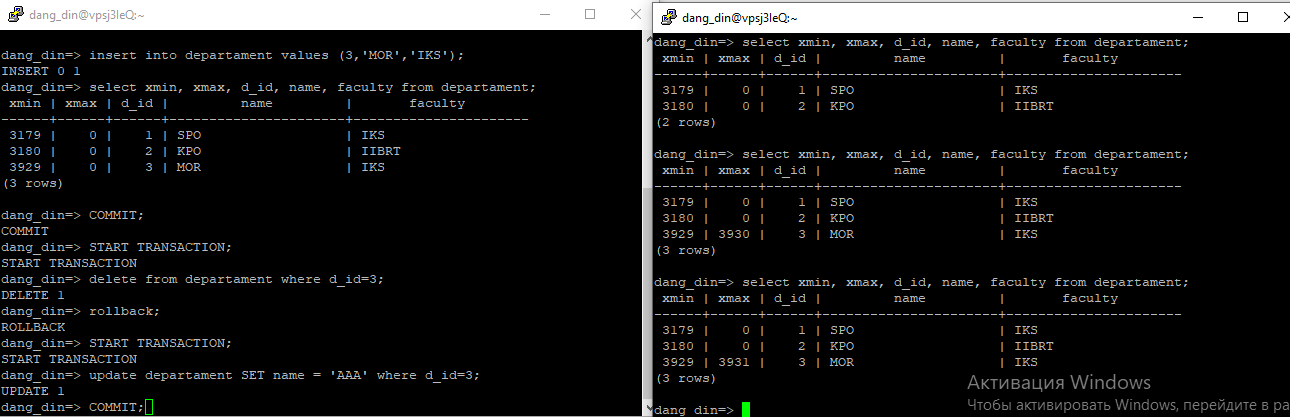 dang_din@vpsj3leQ:~
dang_din=> insert into departament values (3,'MOR','IKS');
INSERT 0 1
dang_din=> select xmin, xmax, d_id, name, faculty from departament;
 xmin | xmax | d_id |         name         |        faculty
------+------+------+----------------------+----------------------
 3179 |    0 |    1 | SPO                  | IKS
 3180 |    0 |    2 | KPO                  | IIBRT
 3929 |    0 |    3 | MOR                  | IKS
(3 rows)
dang_din=> COMMIT;
COMMIT
dang_din=> START TRANSACTION;
START TRANSACTION
dang_din=> delete from departament where d_id=3;
DELETE 1
dang_din=> rollback;
ROLLBACK
dang_din=> START TRANSACTION;
START TRANSACTION
dang_din=> update departament SET name = 'AAA' where d_id=3;
UPDATE 1
dang_din=> COMMIT;
dang_din@vpsj3leQ:~
dang_din=> select xmin, xmax, d_id, name, faculty from departament;
 xmin | xmax | d_id |         name         |        faculty
------+------+------+----------------------+----------------------
 3179 |    0 |    1 | SPO                  | IKS
 3180 |    0 |    2 | KPO                  | IIBRT
(2 rows)
dang_din=> select xmin, xmax, d_id, name, faculty from departament;
 xmin | xmax | d_id |         name         |        faculty
------+------+------+----------------------+----------------------
 3179 |    0 |    1 | SPO                  | IKS
 3180 |    0 |    2 | KPO                  | IIBRT
 3929 | 3930 |    3 | MOR                  | IKS
(3 rows)
dang_din=> select xmin, xmax, d_id, name, faculty from departament;
 xmin | xmax | d_id |         name         |        faculty
------+------+------+----------------------+----------------------
 3179 |    0 |    1 | SPO                  | IKS
 3180 |    0 |    2 | KPO                  | IIBRT
 3929 | 3931 |    3 | MOR                  | IKS
(3 rows)
dang_din=>
Активация Windows
Чтобы активировать Windows, перейдите в ра